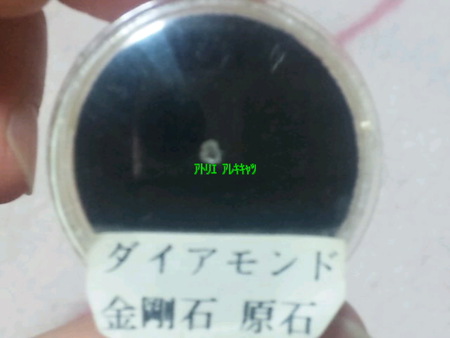 アトリエ アレキキャッツ
ダイアモンド
金剛石 原石